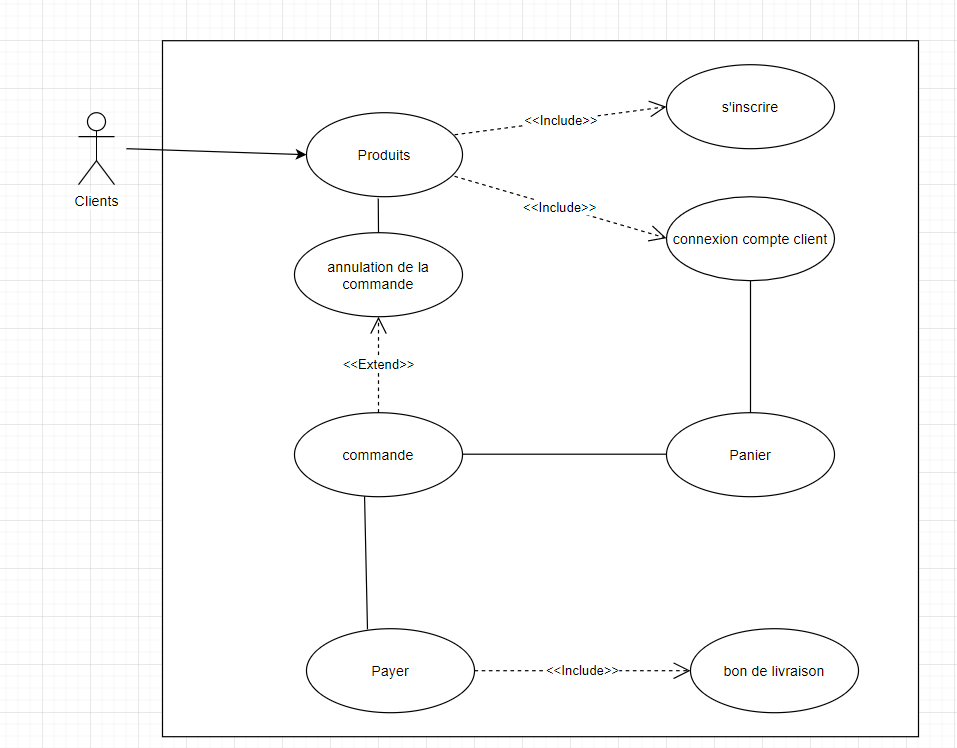 s'inscrire
<<Include>>
Produits
Clients
<<Include>>
connexion compte client
annulation de la
commande
<<Extend>>
commande
Panier
Payer
<<Include>>
bon de livraison